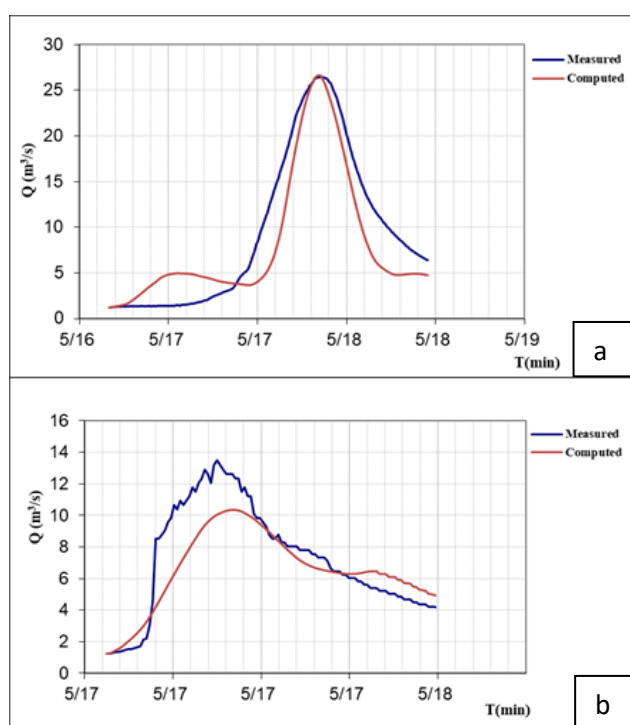 30
25
20
15
10
5
0
Q (m³/s)
5/16 5/17 5/17 5/18 5/18 5/19
T(min)
Measured
Computed
a
16
14
12
10
8
6
4
2
0
Q (m³/s)
5/17 5/17 5/17 5/17 5/18
T(min)
Measured
Computed
b